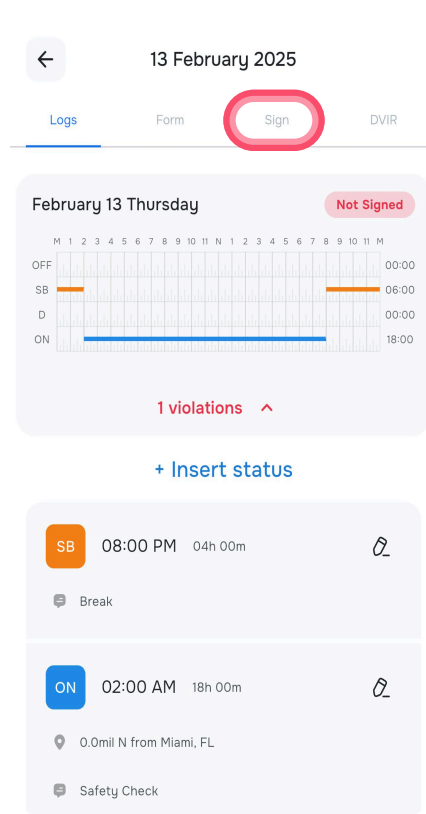 13 February 2025
Logs Form Sign DVIR
February 13 Thursday Not Signed
M 1 2 3 4 5 6 7 8 9 10 11 N 1 2 3 4 5 6 7 8 9 10 11 M
OFF 00:00
SB 06:00
D 00:00
ON 18:00
1 violations
+ Insert status
SB 08:00 PM 04h 00m
Break
ON 02:00 AM 18h 00m
0.0mil N from Miami, FL
Safety Check